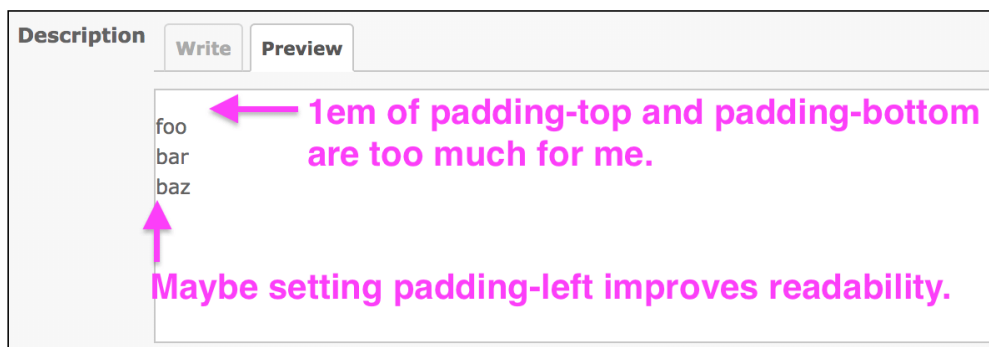 Description
Write Preview
1em of padding-top and padding-bottom
are too much for me.
foo
bar
baz
Maybe setting padding-left improves readability.